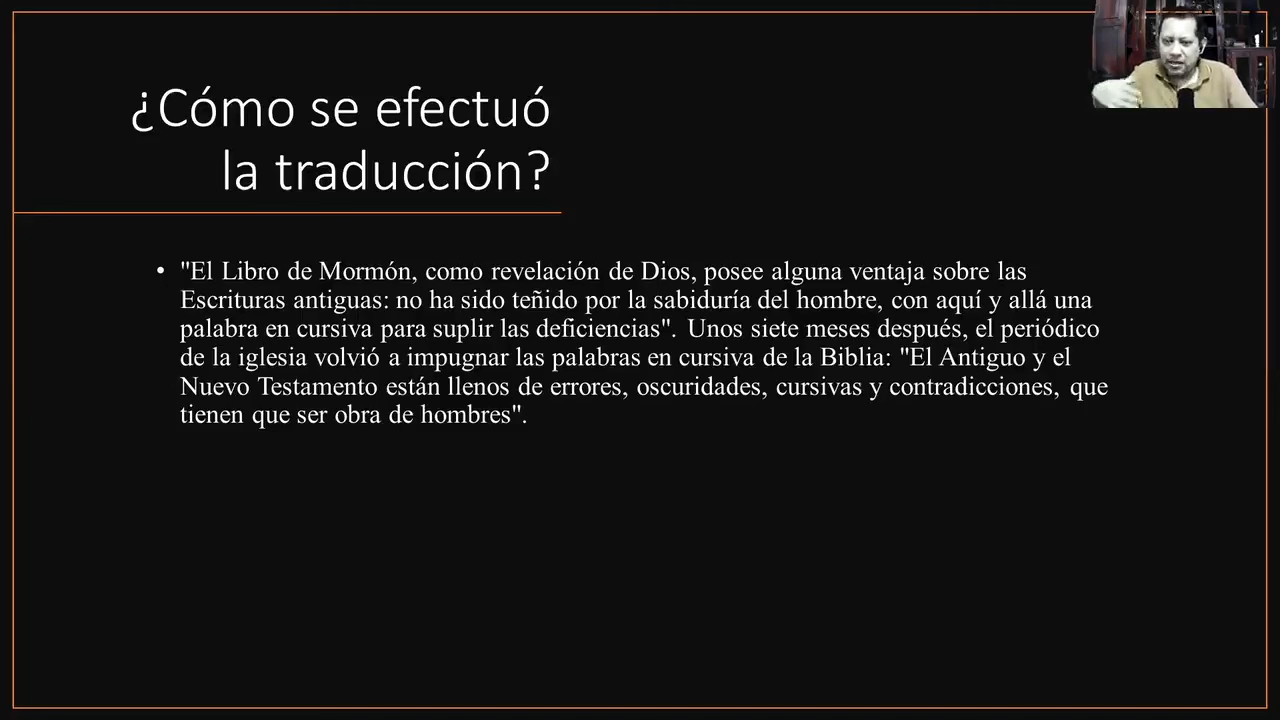 ¿Cómo se efectuó
la traducción?
• "El Libro de Mormón, como revelación de Dios, posee alguna ventaja sobre las
Escrituras antiguas: no ha sido teñido por la sabiduría del hombre, con aquí y allá una
palabra en cursiva para suplir las deficiencias". Unos siete meses después, el periódico
de la iglesia volvió a impugnar las palabras en cursiva de la Biblia: "El Antiguo y el
Nuevo Testamento están llenos de errores, oscuridades, cursivas y contradicciones, que
tienen que ser obra de hombres".